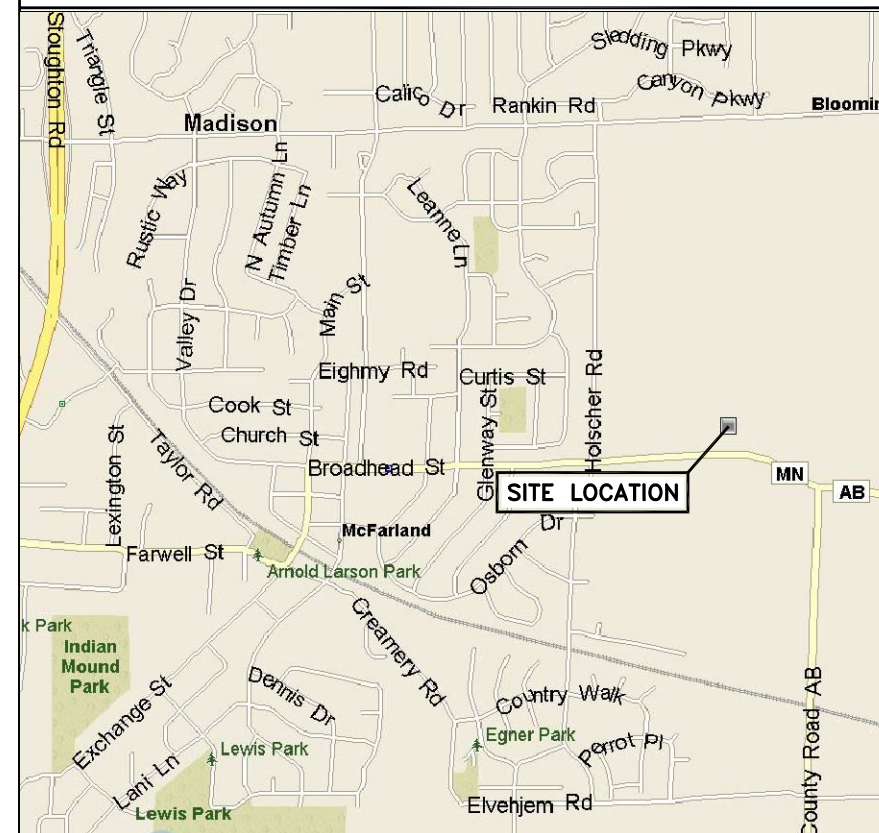 Stoughton Rd
Triangle St
Sledding Pkwy
Canyon Pkwy
Calico Dr
Rankin Rd
Bloomin
Madison
Rustic Way
N Autumn Ln
Timber Ln
Leanne Ln
Main St
Valley Dr
Eighmy Rd
Curtis St
Holscher Rd
Cook St
Church St
Glenway St
Broadhead St
Lexington St
Taylor Rd
SITE LOCATION
MN
AB
McFarland
Osborn Dr
Farwell St
Arnold Larson Park
k Park
Indian
Mound
Park
Creamery Rd
Exchange St
Dennis Dr
Country Walk
Egner Park
Perrot Pl
County Road AB
Lewis Park
Lani Ln
Lewis Park
Elvehjem Rd